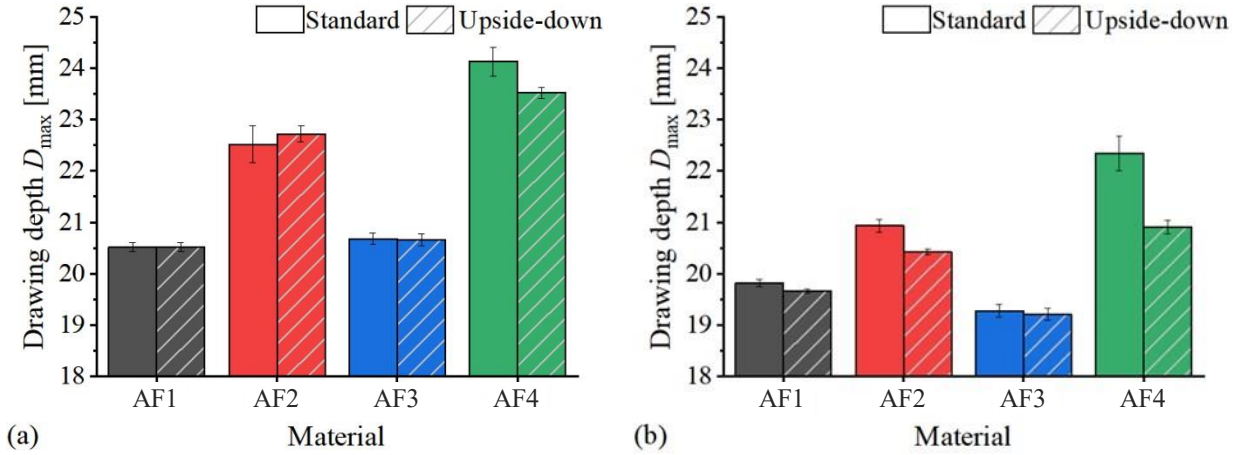 Standard Upside-down
Drawing depth Dmax [mm]
25
24
23
22
21
20
19
18
AF1 AF2 AF3 AF4
(a) Material
Standard Upside-down
Drawing depth Dmax [mm]
25
24
23
22
21
20
19
18
AF1 AF2 AF3 AF4
(b) Material